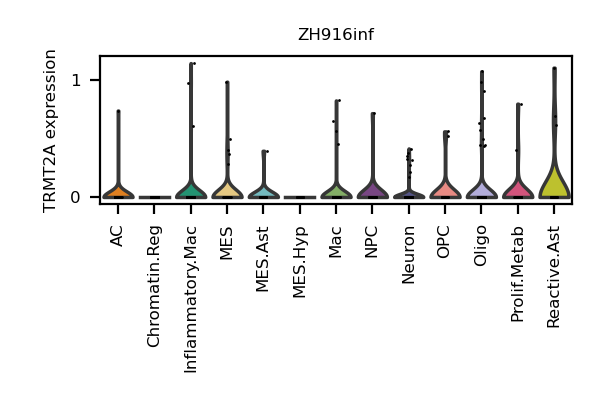 ZH916inf
TRMT2A expression
1
0
AC
Chromatin.Reg
Inflammatory.Mac
MES
MES.Ast
MES.Hyp
Mac
NPC
Neuron
OPC
Oligo
Prolif.Metab
Reactive.Ast